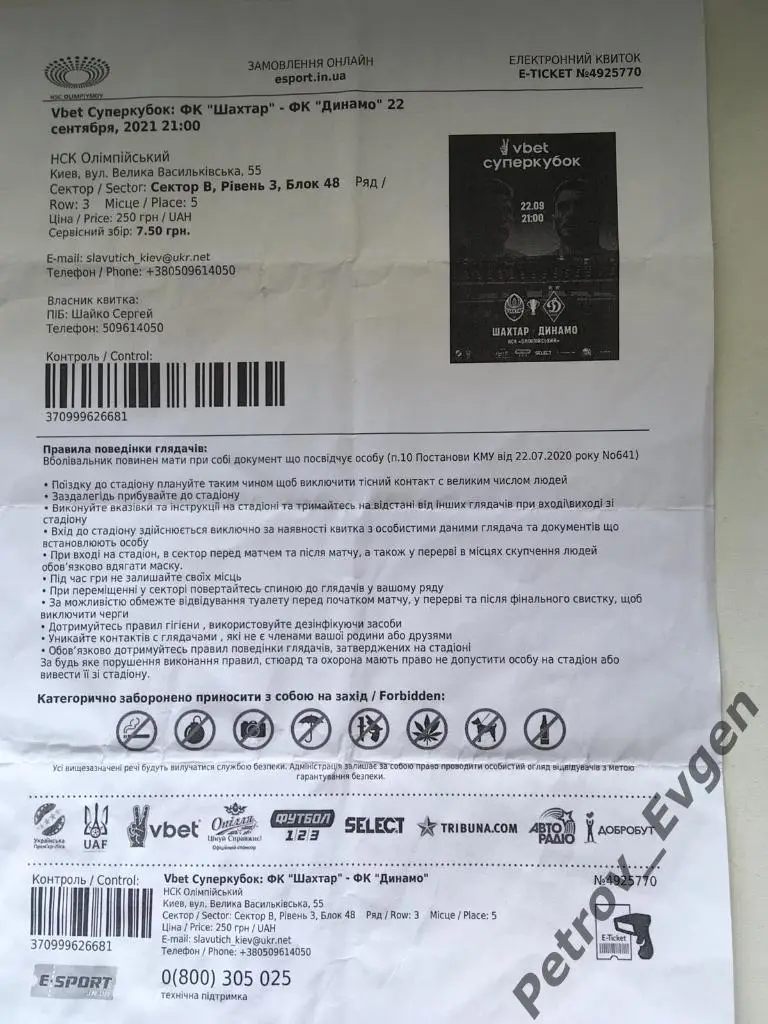 НСК OLIMPIYSKIY
ЗАМОВЛЕННЯ ОНЛАЙН
esport.in.ua
ЕЛЕКТРОННИЙ КВИТОК
E-TICKET №4925770
Vbet Суперкубок: ФК "Шахтар" - ФК "Динамо" 22
сентября, 2021 21:00
НСК Олімпійський
Киев, вул. Велика Васильківська, 55
Сектор / Sector: Сектор B, Рівень 3, Блок 48 Ряд /
Row: 3 Місце / Place: 5
Ціна / Price: 250 грн / UAH
Сервісний збір: 7.50 грн.
E-mail: slavutich_kiev@ukr.net
Телефон / Phone: +380509614050
Власник квитка:
ПІБ: Шайко Сергей
Телефон: 509614050
Контроль / Control:
370999626681
vbet
суперкубок
22.09
21:00
ШАХТАР - ДИНАМО
НСК «ОЛІМПІЙСЬКИЙ»
SELECT
Правила поведінки глядачів:
Вболівальник повинен мати при собі документ що посвідчує особу (п.10 Постанови КМУ від 22.07.2020 року No641)
• Поїздку до стадіону плануйте таким чином щоб виключити тісний контакт с великим числом людей
• Заздалегідь прибувайте до стадіону
• Виконуйте вказівки та інструкції на стадіоні та тримайтесь на відстані від інших глядачів при вході\виході зі
стадіону
• Вхід до стадіону здійснюється виключно за наявності квитка з особистими даними глядача та документів що
встановлюють особу
• При вході на стадіон, в сектор перед матчем та після матчу, а також у перерві в місцях скупчення людей
обов'язково вдягати маску.
• Під час гри не залишайте своїх місць
• При переміщенні у секторі повертайтесь спиною до глядачів у вашому ряду
• За можливістю обмежте відвідування туалету перед початком матчу, у перерві та після фінального свистку, щоб
виключити черги
• Дотримуйтесь правил гігієни , використовуйте дезінфікуючи засоби
• Уникайте контактів с глядачами , які не є членами вашої родини або друзями
• Обов'язково дотримуйтесь правил поведінки глядачів, затверджених на стадіоні
За будь яке порушення виконання правил, стюард та охорона мають право не допустити особу на стадіон або
вивести її зі стадіону.
Категорично заборонено приносити з собою на захід / Forbidden:
Усі вищезазначені речі будуть вилучатися службою безпеки. Адміністрація залишає за собою право проводити особистий огляд відвідувачів з метою
гарантування безпеки.
Українська
Прем'єр-Ліга
UAF
vbet
Опілля
Цінуй Справжнє!
Офіційний спонсор
ФУТБОЛ
1/2/3
SELECT
TRIBUNA.COM
АВТО
РАДІО
ДОБРОБУТ
Контроль / Control:
370999626681
E-SPORT
.IN.UA
Vbet Суперкубок: ФК "Шахтар" - ФК "Динамо"
НСК Олімпійський
Киев, вул. Велика Васильківська, 55
Сектор / Sector: Сектор B, Рівень 3, Блок 48 Ряд / Row: 3 Місце / Place: 5
Ціна / Price: 250 грн / UAH
E-mail: slavutich_kiev@ukr.net
Телефон / Phone: +380509614050
0(800) 305 025
технічна підтримка
№4925770
E-Ticket
Petrov_Evgen